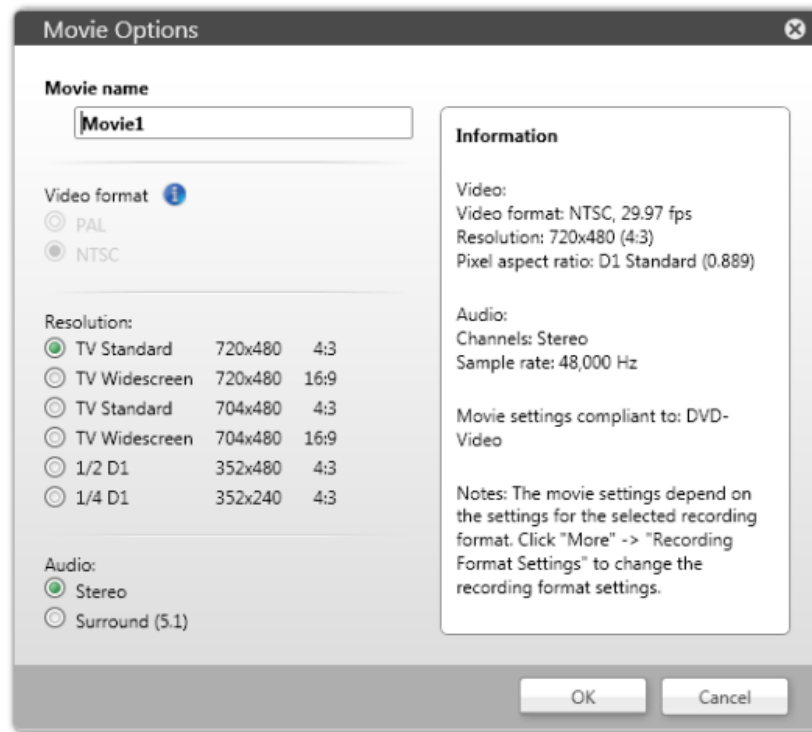 Movie Options
Movie name
Movie1
Video format
PAL
NTSC
Resolution:
TV Standard 720x480 4:3
TV Widescreen 720x480 16:9
TV Standard 704x480 4:3
TV Widescreen 704x480 16:9
1/2 D1 352x480 4:3
1/4 D1 352x240 4:3
Audio:
Stereo
Surround (5.1)
Information
Video:
Video format: NTSC, 29.97 fps
Resolution: 720x480 (4:3)
Pixel aspect ratio: D1 Standard (0.889)
Audio:
Channels: Stereo
Sample rate: 48,000 Hz
Movie settings compliant to: DVD-
Video
Notes: The movie settings depend on
the settings for the selected recording
format. Click "More" -> "Recording
Format Settings" to change the
recording format settings.
OK
Cancel